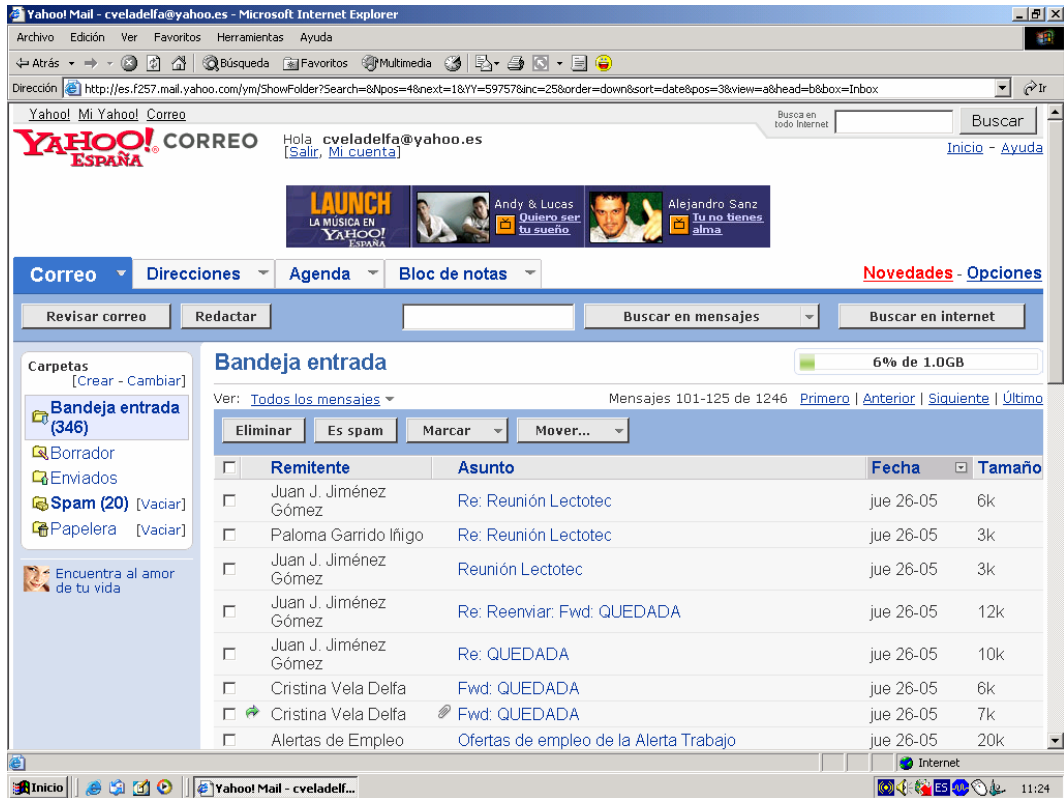 Yahoo! Mail - cveladelfa@yahoo.es - Microsoft Internet Explorer
Archivo Edición Ver Favoritos Herramientas Ayuda
Atrás Búsqueda Favoritos Multimedia
Dirección http://es.f257.mail.yahoo.com/ym/ShowFolder?Search=&Npos=4&next=1&YY=59757&inc=25&order=down&sort=date&pos=3&view=a&head=b&box=Inbox Ir
Yahoo! Mi Yahoo! Correo
Busca en todo Internet Buscar
YAHOO! ESPAÑA CORREO
Hola cveladelfa@yahoo.es
[Salir, Mi cuenta]
Inicio - Ayuda
LAUNCH
LA MÚSICA EN
YAHOO!
ESPAÑA
Andy & Lucas
Quiero ser
tu sueño
Alejandro Sanz
Tu no tienes
alma
Correo Direcciones Agenda Bloc de notas Novedades - Opciones
Revisar correo Redactar Buscar en mensajes Buscar en internet
Carpetas
[Crear - Cambiar]
Bandeja entrada
(346)
Borrador
Enviados
Spam (20) [Vaciar]
Papelera [Vaciar]
Encuentra al amor
de tu vida
Bandeja entrada 6% de 1.0GB
Ver: Todos los mensajes Mensajes 101-125 de 1246 Primero | Anterior | Siguiente | Último
Eliminar Es spam Marcar Mover...
Remitente Asunto Fecha Tamaño
Juan J. Jiménez Gómez Re: Reunión Lectotec jue 26-05 6k
Paloma Garrido Iñigo Re: Reunión Lectotec jue 26-05 3k
Juan J. Jiménez Gómez Reunión Lectotec jue 26-05 3k
Juan J. Jiménez Gómez Re: Reenviar: Fwd: QUEDADA jue 26-05 12k
Juan J. Jiménez Gómez Re: QUEDADA jue 26-05 10k
Cristina Vela Delfa Fwd: QUEDADA jue 26-05 6k
Cristina Vela Delfa Fwd: QUEDADA jue 26-05 7k
Alertas de Empleo Ofertas de empleo de la Alerta Trabajo jue 26-05 20k
Internet
Inicio Yahoo! Mail - cveladelf... ES 11:24